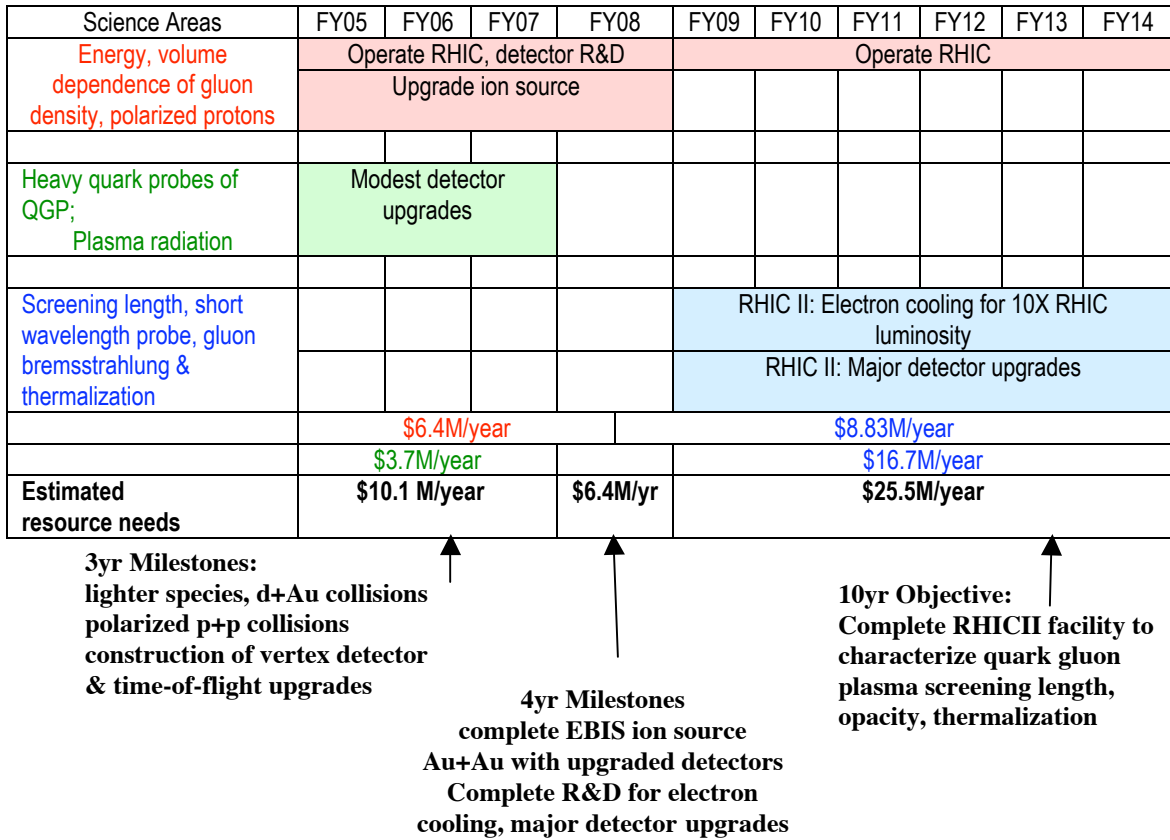 Science Areas FY05 FY06 FY07 FY08 FY09 FY10 FY11 FY12 FY13 FY14
Energy, volume
dependence of gluon
density, polarized protons
Operate RHIC, detector R&D
Operate RHIC
Upgrade ion source
Heavy quark probes of
QGP;
Plasma radiation
Modest detector
upgrades
Screening length, short
wavelength probe, gluon
bremsstrahlung &
thermalization
RHIC II: Electron cooling for 10X RHIC
luminosity
RHIC II: Major detector upgrades
$6.4M/year $8.83M/year
$3.7M/year $16.7M/year
Estimated
resource needs
$10.1 M/year $6.4M/yr $25.5M/year
3yr Milestones:
lighter species, d+Au collisions
polarized p+p collisions
construction of vertex detector
& time-of-flight upgrades
4yr Milestones
complete EBIS ion source
Au+Au with upgraded detectors
Complete R&D for electron
cooling, major detector upgrades
10yr Objective:
Complete RHICII facility to
characterize quark gluon
plasma screening length,
opacity, thermalization